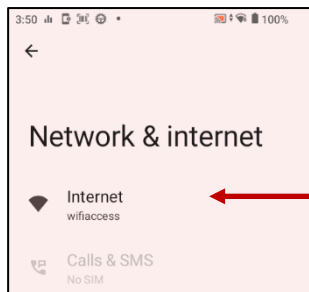 3:50 100%
Network & internet
Internet
wifiaccess
Calls & SMS
No SIM